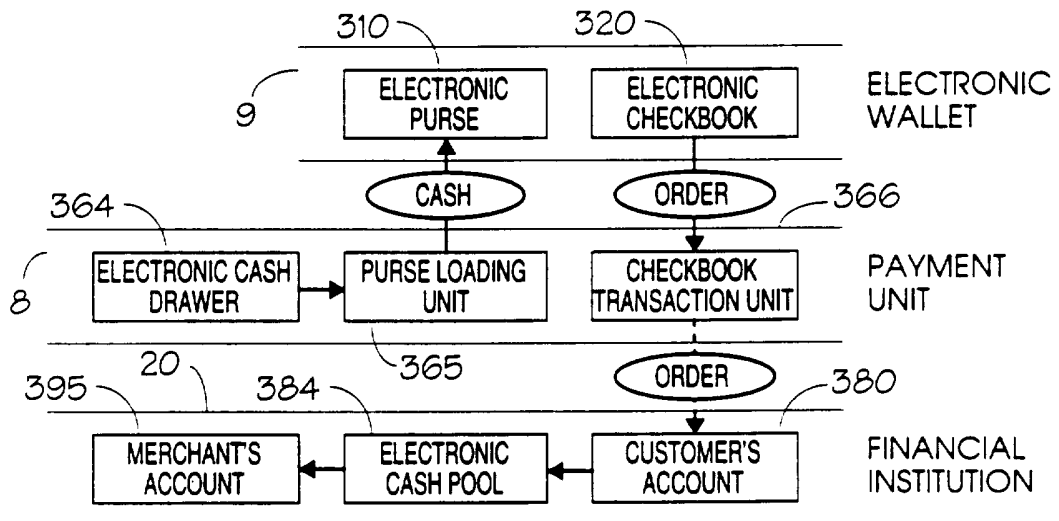 310
320
9
ELECTRONIC
PURSE
ELECTRONIC
CHECKBOOK
ELECTRONIC
WALLET
CASH
ORDER
364
366
8
ELECTRONIC CASH
DRAWER
PURSE LOADING
UNIT
CHECKBOOK
TRANSACTION UNIT
PAYMENT
UNIT
365
ORDER
395
20
384
380
MERCHANT'S
ACCOUNT
ELECTRONIC
CASH POOL
CUSTOMER'S
ACCOUNT
FINANCIAL
INSTITUTION